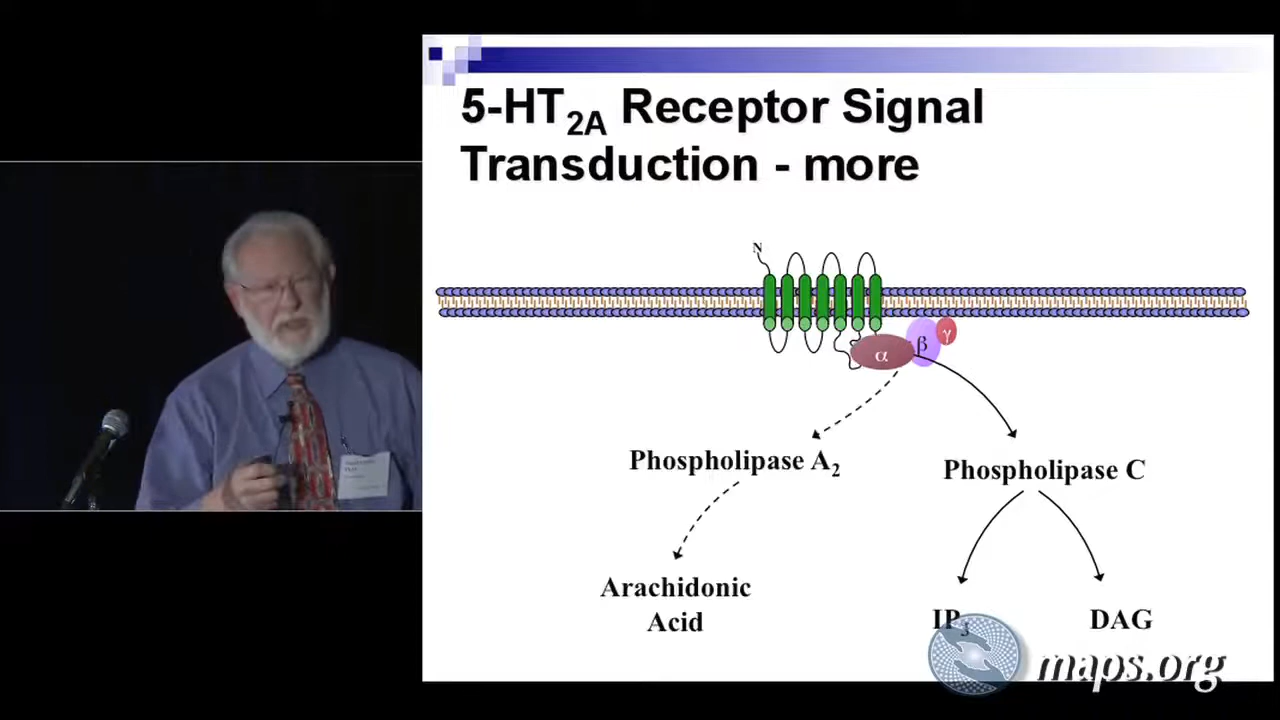 5-HT2A Receptor Signal
Transduction - more
N
α
β
γ
Phospholipase A2
Phospholipase C
Arachidonic
Acid
IP3
DAG
maps.org